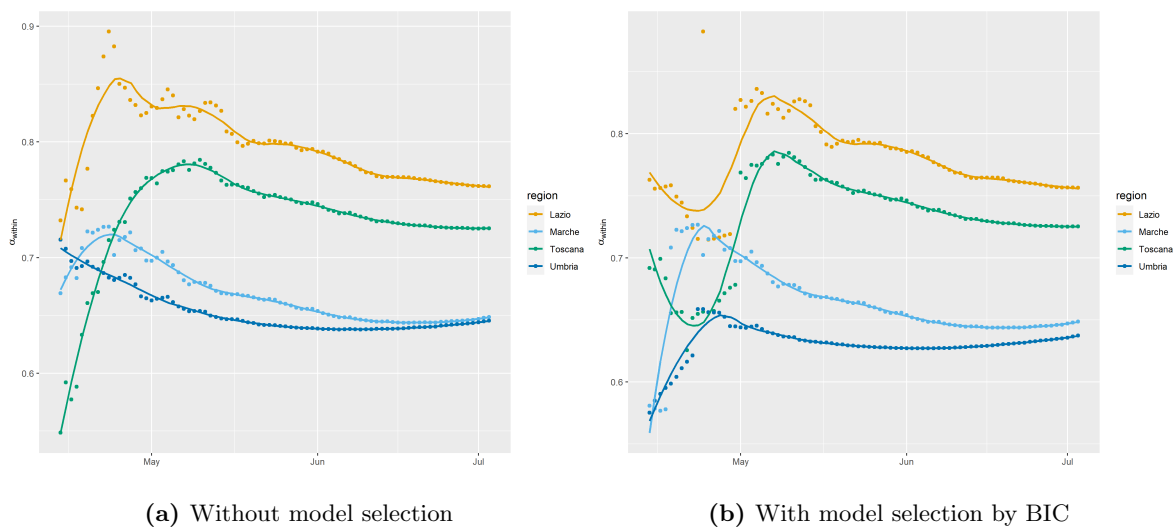 0.9
0.8
0.7
0.6
α within
May
Jun
Jul
region
Lazio
Marche
Toscana
Umbria
(a) Without model selection
0.8
0.7
0.6
α within
May
Jun
Jul
region
Lazio
Marche
Toscana
Umbria
(b) With model selection by BIC